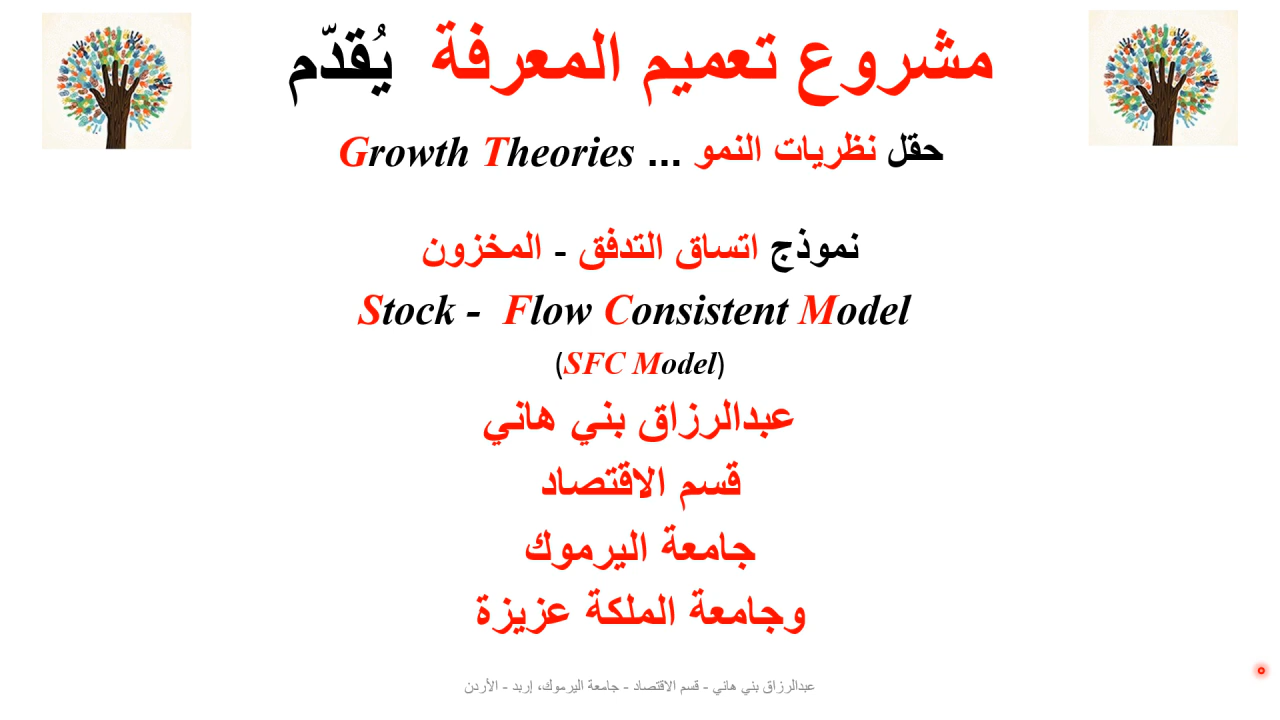 مشروع تعميم المعرفة يُقدّم
حقل نظريات النمو ... Growth Theories
نموذج اتساق التدفق - المخزون
Stock - Flow Consistent Model
(SFC Model)
عبدالرزاق بني هاني
قسم الاقتصاد
جامعة اليرموك
وجامعة الملكة عزيزة
عبدالرزاق بني هاني - قسم الاقتصاد - جامعة اليرموك، إربد - الأردن